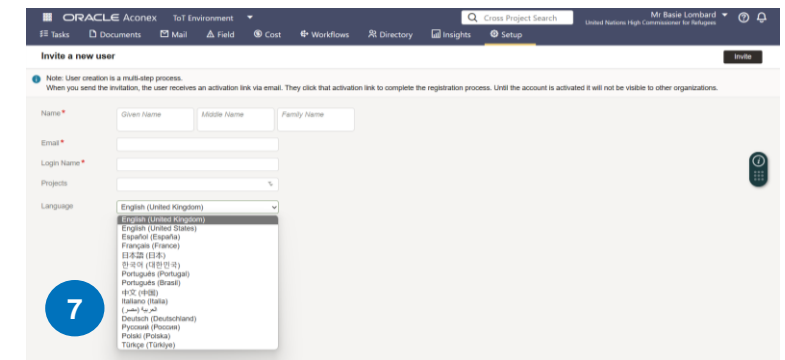 ORACLE Aconex ToT Environment
Cross Project Search
Mr Basie Lombard
United Nations High Commissioner for Refugees
Tasks Documents Mail Field Cost Workflows Directory Insights Setup
Invite a new user
Invite
Note: User creation is a multi-step process.
When you send the invitation, the user receives an activation link via email. They click that activation link to complete the registration process. Until the account is activated it will not be visible to other organizations.
Name* Given Name Middle Name Family Name
Email*
Login Name*
Projects
Language English (United Kingdom)
English (United Kingdom)
English (United States)
Español (España)
Français (France)
日本語 (日本)
한국어 (대한민국)
Português (Portugal)
Português (Brasil)
中文 (中国)
Italiano (Italia)
العربية (مصر)
Deutsch (Deutschland)
Русский (Россия)
Polski (Polska)
Türkçe (Türkiye)
7